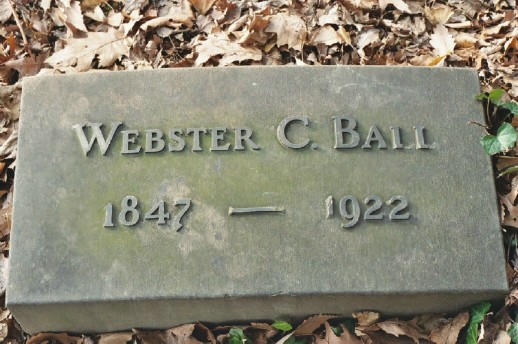 Webster C. Ball
1847 — 1922